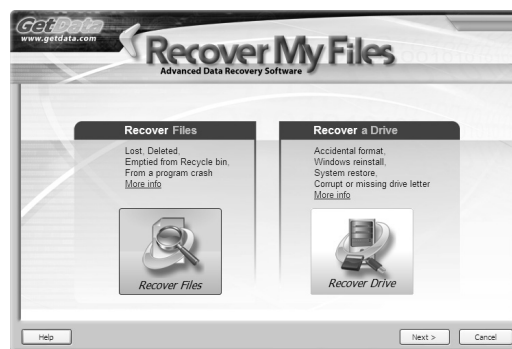 GetData
www.getdata.com
Recover My Files
Advanced Data Recovery Software
Recover Files
Lost, Deleted,
Emptied from Recycle bin,
From a program crash
More info
Recover Files
Recover a Drive
Accidental format,
Windows reinstall,
System restore,
Corrupt or missing drive letter
More info
Recover Drive
Help
Next >
Cancel